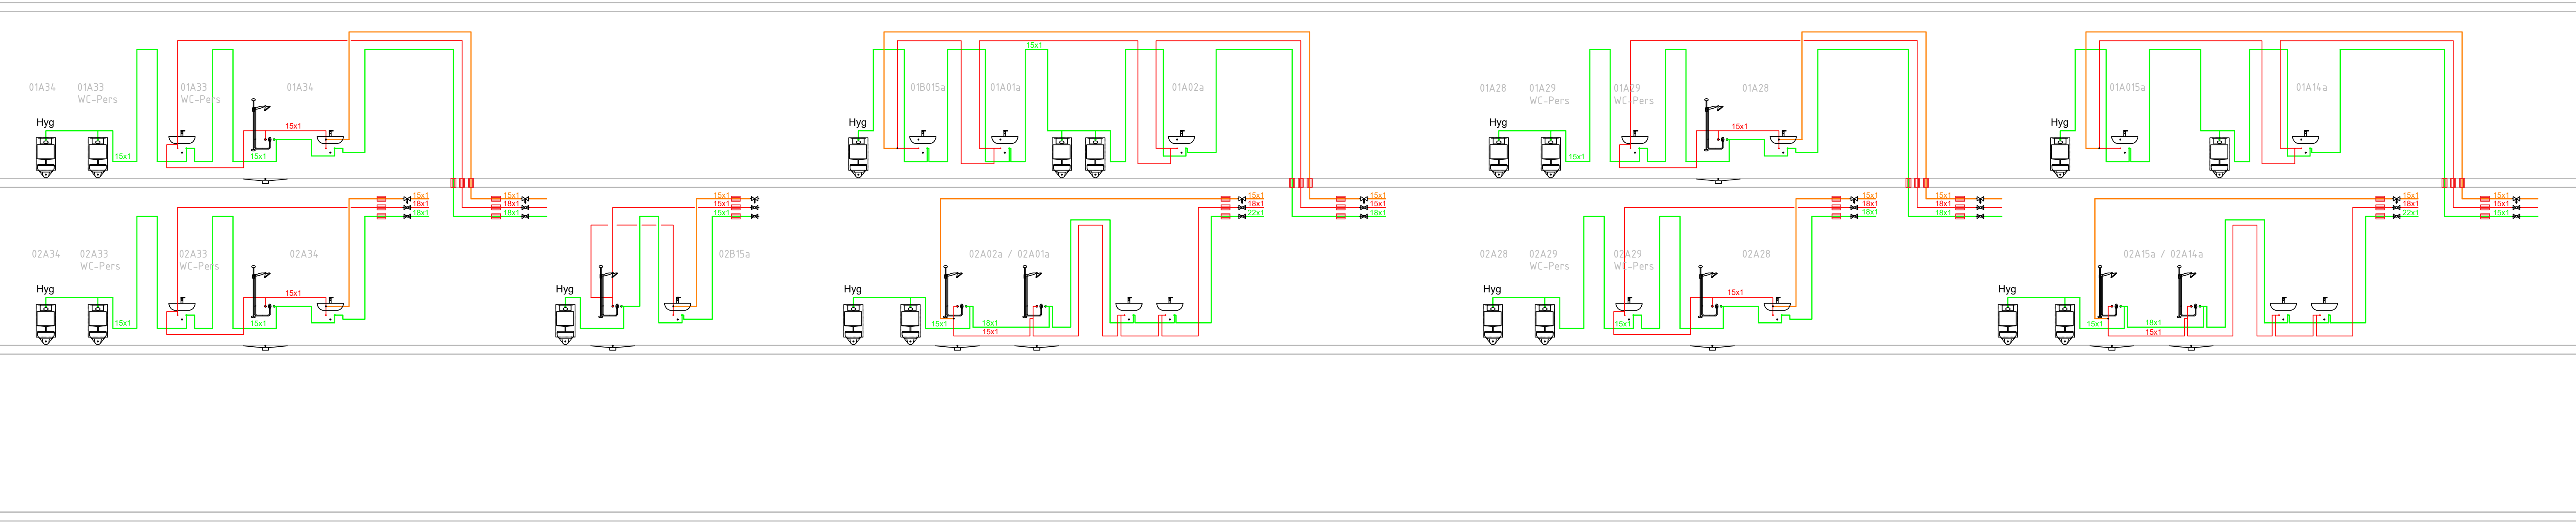 15x1
01A34
01A33
WC-Pers
01A33
WC-Pers
01A34
01B015a
01A01a
01A02a
01A28
01A29
WC-Pers
01A29
WC-Pers
01A28
01A015a
01A14a
Hyg
15x1
Hyg
Hyg
15x1
Hyg
15x1
15x1
15x1
15x1
15x1
18x1
18x1
15x1
18x1
18x1
15x1
15x1
15x1
15x1
18x1
22x1
15x1
15x1
18x1
15x1
18x1
18x1
15x1
18x1
18x1
15x1
18x1
22x1
15x1
15x1
15x1
02A34
02A33
WC-Pers
02A33
WC-Pers
02A34
02B15a
02A02a / 02A01a
02A28
02A29
WC-Pers
02A29
WC-Pers
02A28
02A15a / 02A14a
Hyg
15x1
Hyg
Hyg
Hyg
15x1
Hyg
15x1
15x1
15x1
18x1
15x1
15x1
15x1
18x1
15x1